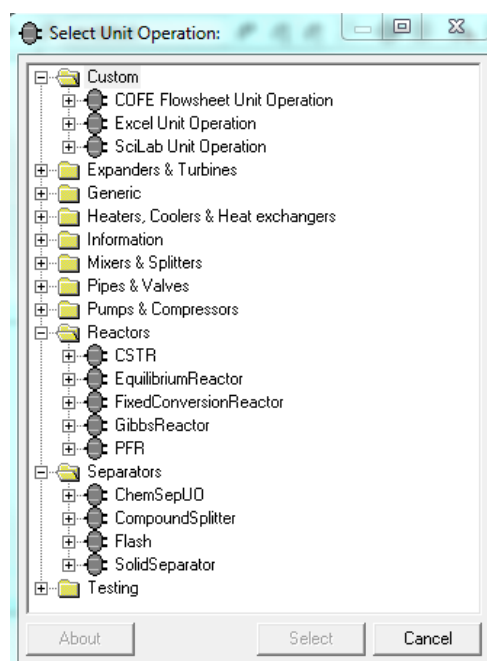 Select Unit Operation:
Custom
COFE Flowsheet Unit Operation
Excel Unit Operation
SciLab Unit Operation
Expanders & Turbines
Generic
Heaters, Coolers & Heat exchangers
Information
Mixers & Splitters
Pipes & Valves
Pumps & Compressors
Reactors
CSTR
EquilibriumReactor
FixedConversionReactor
GibbsReactor
PFR
Separators
ChemSepUO
CompoundSplitter
Flash
SolidSeparator
Testing
About Select Cancel